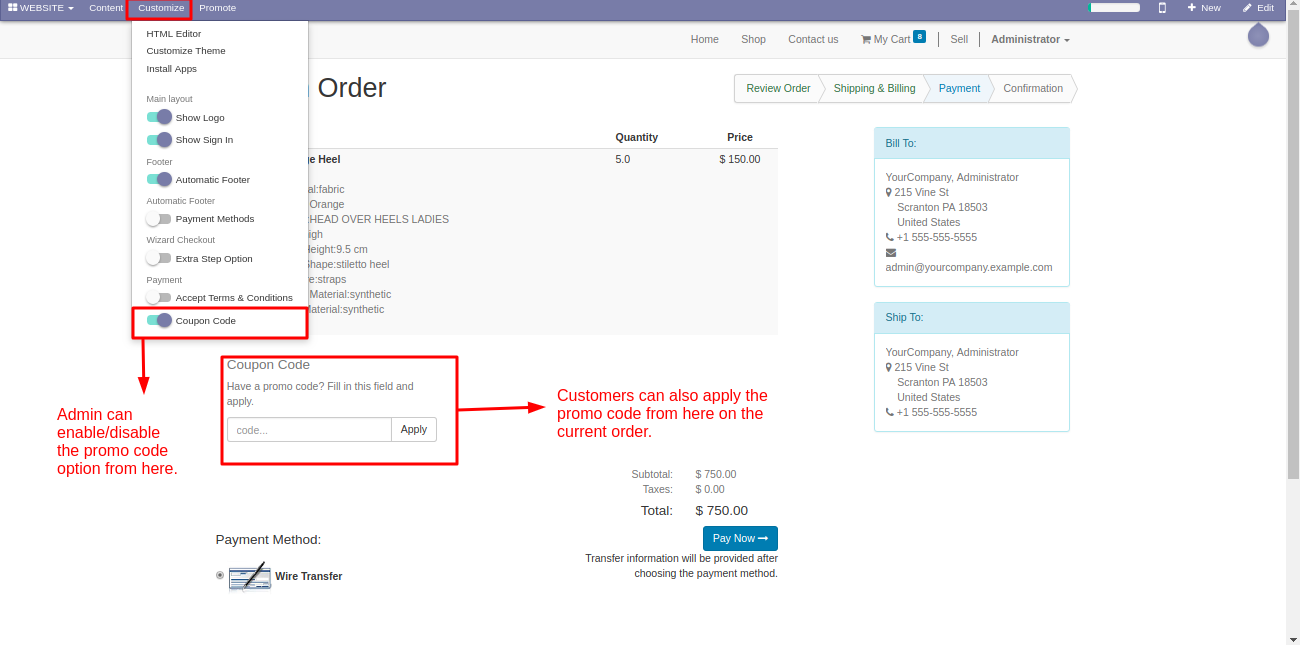 WEBSITE Content Customize Promote New Edit
HTML Editor
Customize Theme
Install Apps
Main layout
Show Logo
Show Sign In
Footer
Automatic Footer
Automatic Footer
Payment Methods
Wizard Checkout
Extra Step Option
Payment
Accept Terms & Conditions
Coupon Code
Home Shop Contact us My Cart 8 Sell Administrator
Order
Review Order Shipping & Billing Payment Confirmation
Quantity Price
Heel 5.0 $ 150.00
:fabric
Orange
:HEAD OVER HEELS LADIES
:9.5 cm
:stiletto heel
:straps
Material:synthetic
:synthetic
Bill To:
YourCompany, Administrator
215 Vine St
Scranton PA 18503
United States
+1 555-555-5555
admin@yourcompany.example.com
Ship To:
YourCompany, Administrator
215 Vine St
Scranton PA 18503
United States
+1 555-555-5555
Coupon Code
Have a promo code? Fill in this field and
apply.
code... Apply
Admin can
enable/disable
the promo code
option from here.
Customers can also apply the
promo code from here on the
current order.
Subtotal: $ 750.00
Taxes: $ 0.00
Total: $ 750.00
Pay Now
Transfer information will be provided after
choosing the payment method.
Payment Method:
Wire Transfer